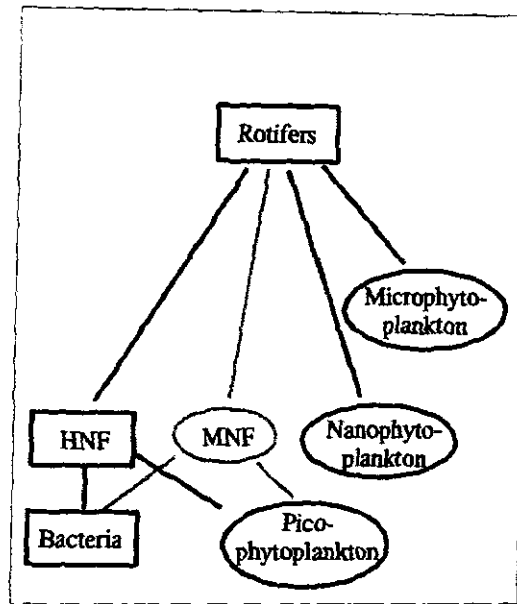 Rotifers
Microphyto-
plankton
HNF
MNF
Nanophyto-
plankton
Bacteria
Pico-
phytoplankton